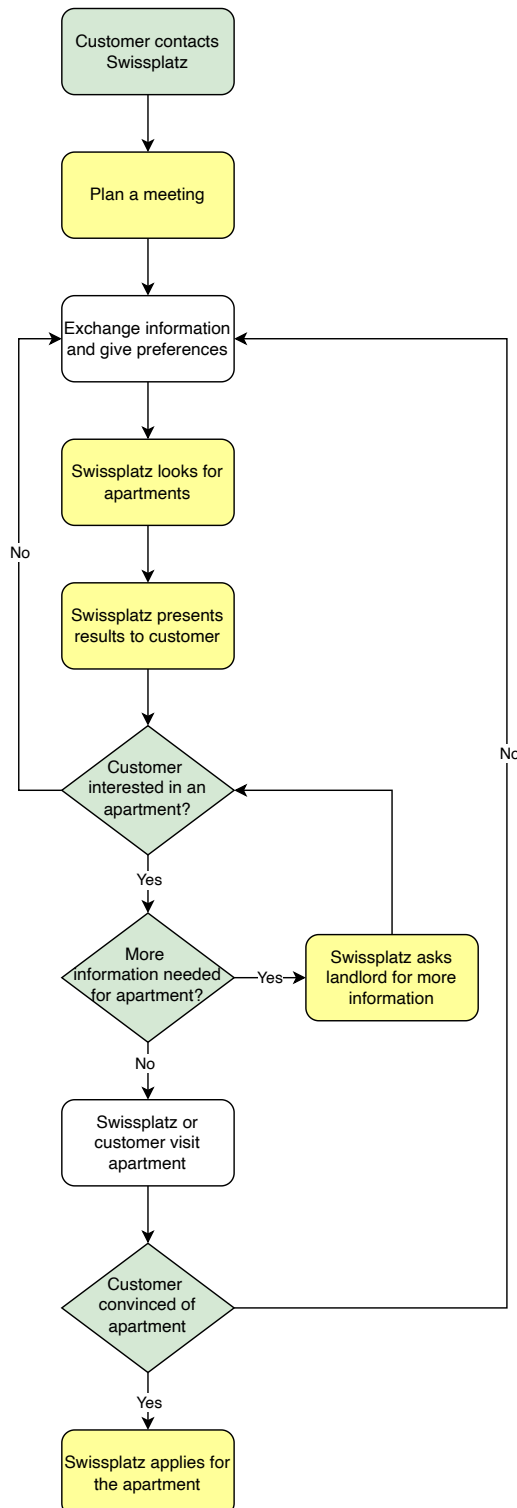 Customer contacts
Swissplatz
Plan a meeting
Exchange information
and give preferences
Swissplatz looks for
apartments
No
Swissplatz presents
results to customer
No
Customer
interested in an
apartment?
Yes
More
information needed
for apartment?
Yes
Swissplatz asks
landlord for more
information
No
Swissplatz or
customer visit
apartment
Customer
convinced of
apartment
Yes
Swissplatz applies for
the apartment